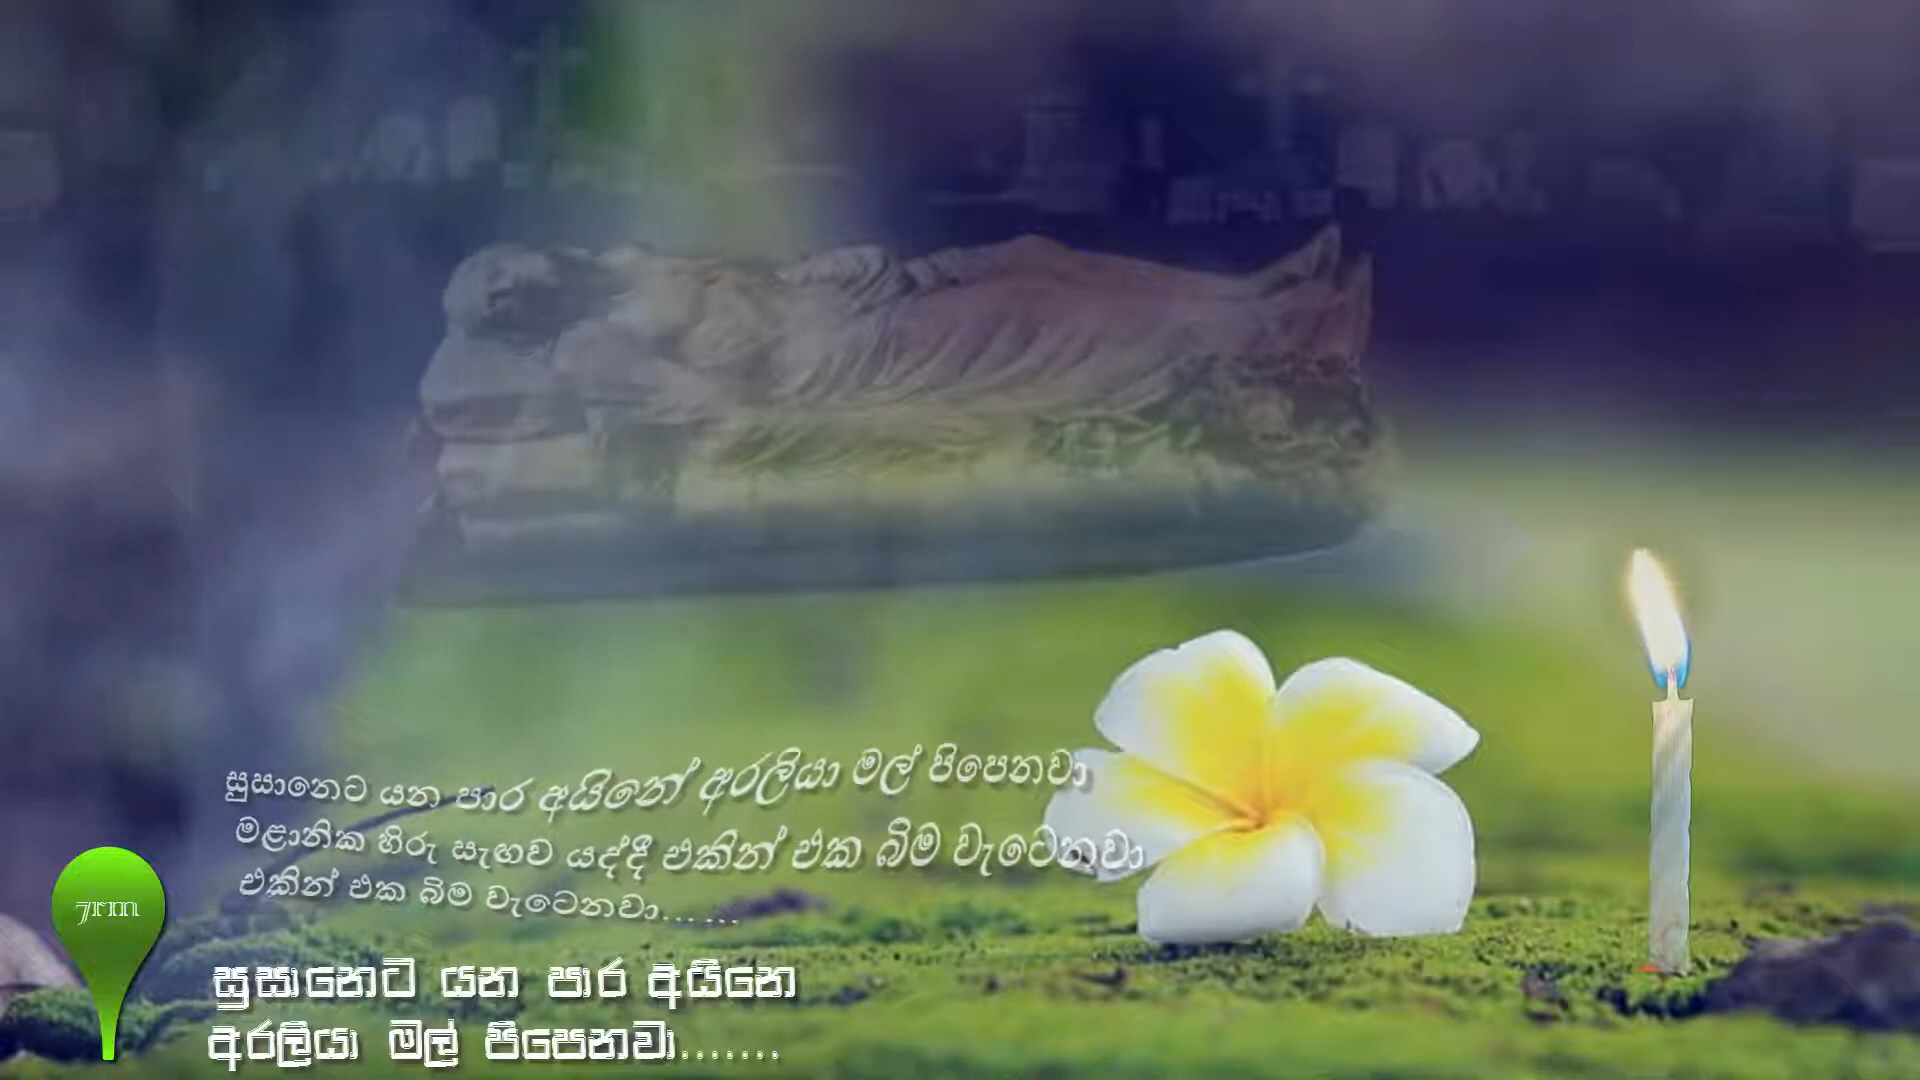 සුසානෙට යන පාර අයිනේ අරලියා මල් පිපෙනවා
මළානික හිරු සැඟව යද්දී එකින් එක බිම වැටෙනවා
එකින් එක බිම වැටෙනවා... ...
7rm
සුසානෙට යන පාර අයිනෙ
අරලියා මල් පිපෙනවා.......